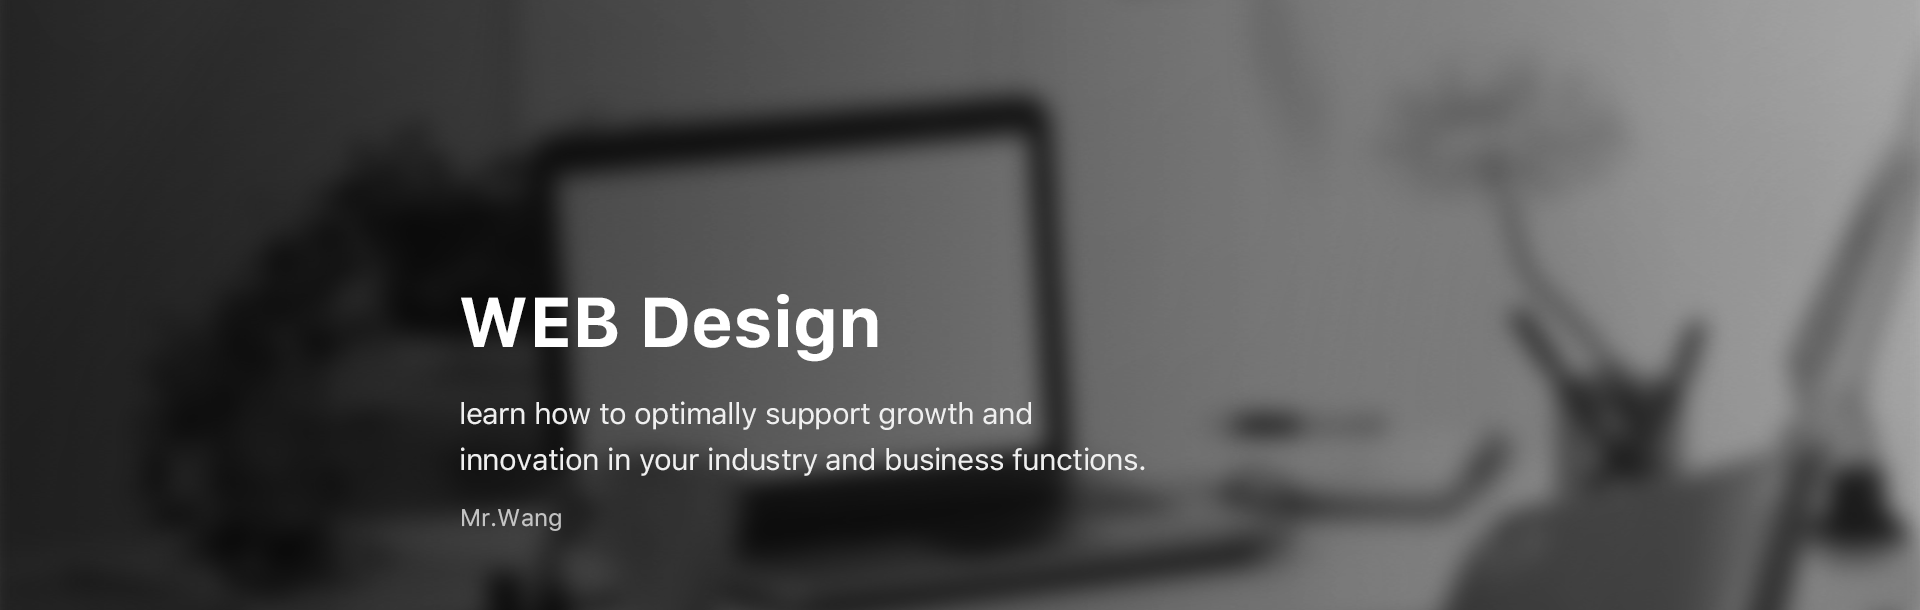 WEB Design
learn how to optimally support growth and
innovation in your industry and business functions.
Mr.Wang